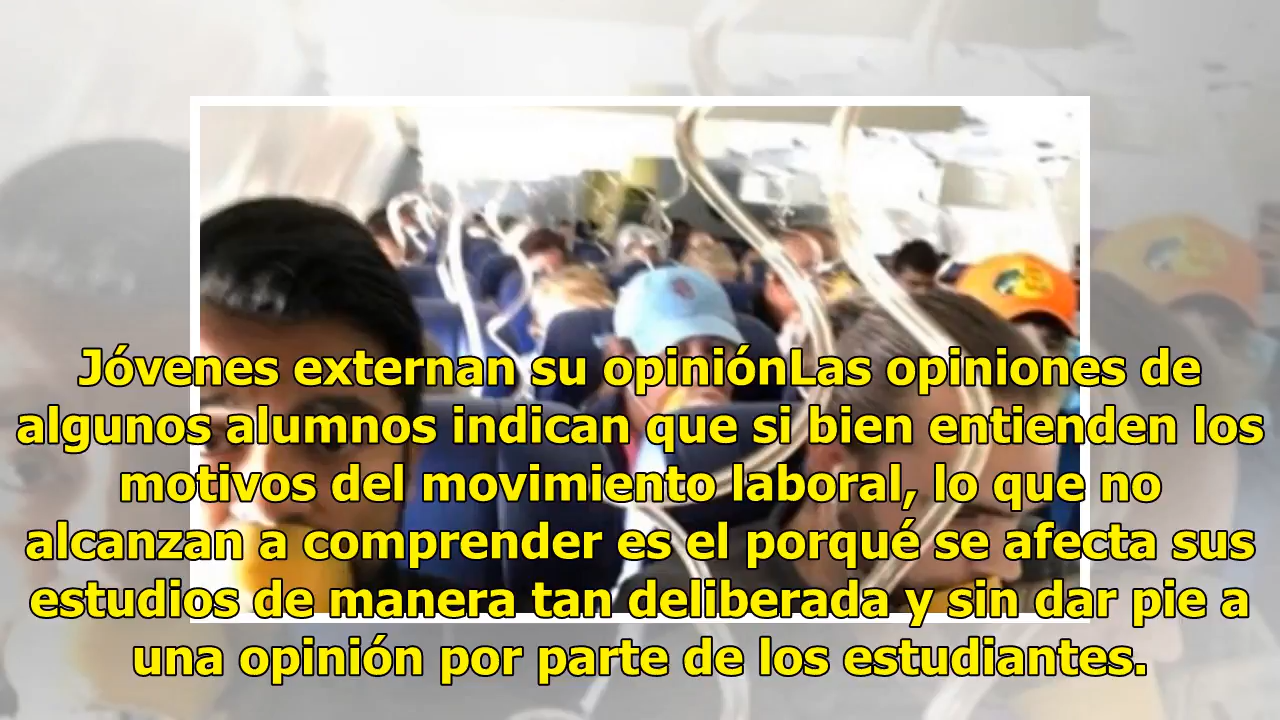 Jóvenes externan su opiniónLas opiniones de
algunos alumnos indican que si bien entienden los
motivos del movimiento laboral, lo que no
alcanzan a comprender es el porqué se afecta sus
estudios de manera tan deliberada y sin dar pie a
una opinión por parte de los estudiantes.